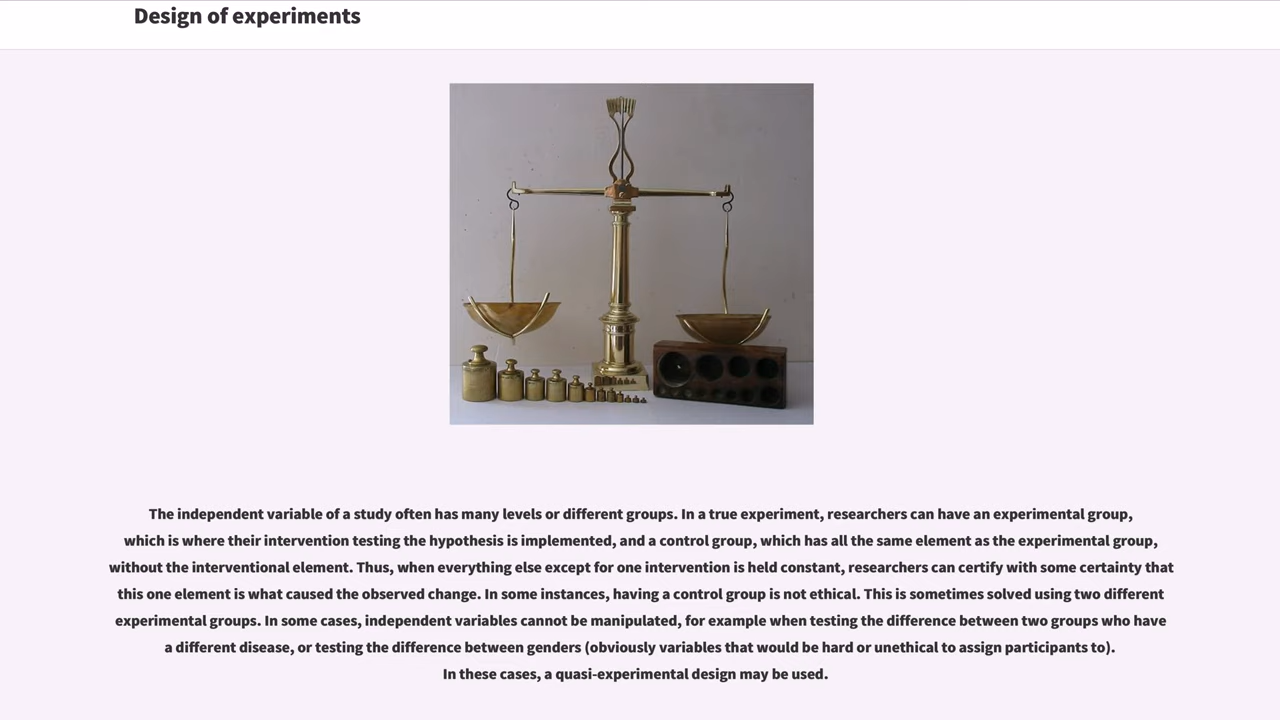 Design of experiments
The independent variable of a study often has many levels or different groups. In a true experiment, researchers can have an experimental group,
which is where their intervention testing the hypothesis is implemented, and a control group, which has all the same element as the experimental group,
without the interventional element. Thus, when everything else except for one intervention is held constant, researchers can certify with some certainty that
this one element is what caused the observed change. In some instances, having a control group is not ethical. This is sometimes solved using two different
experimental groups. In some cases, independent variables cannot be manipulated, for example when testing the difference between two groups who have
a different disease, or testing the difference between genders (obviously variables that would be hard or unethical to assign participants to).
In these cases, a quasi-experimental design may be used.